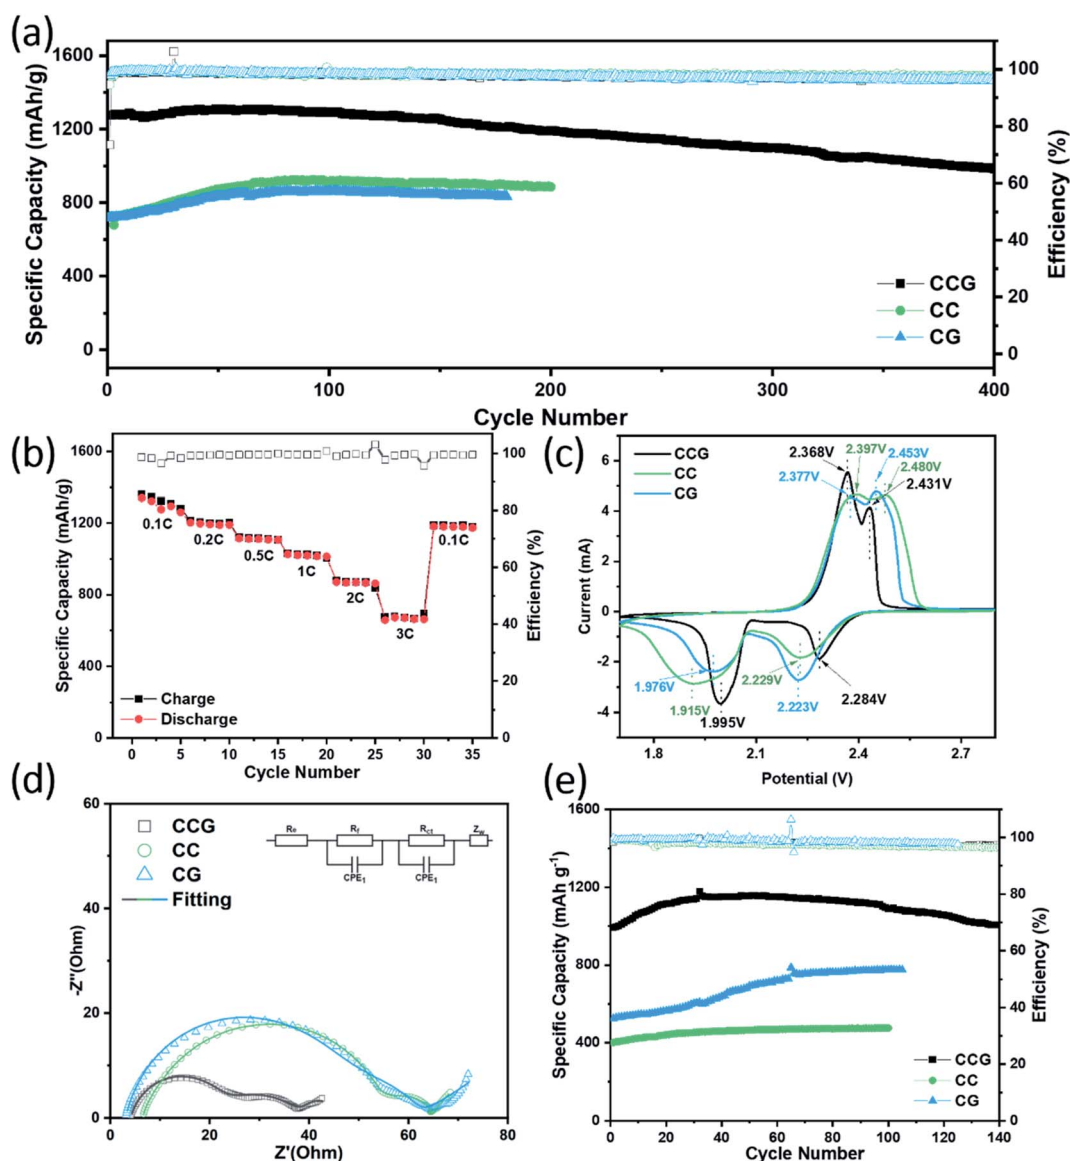 (a)
1600
1200
800
400
0
Specific Capacity (mAh/g)
100
80
60
40
20
0
Efficiency (%)
CCG
CC
CG
0
100
200
300
400
Cycle Number
(b)
1600
1200
800
400
0
Specific Capacity (mAh/g)
100
80
60
40
20
0
Efficiency (%)
0.1C
0.2C
0.5C
1C
2C
3C
0.1C
Charge
Discharge
0 5 10 15 20 25 30 35
Cycle Number
(c)
6
4
2
0
-2
-4
Current (mA)
CCG
CC
CG
2.368V
2.397V
2.453V
2.377V
2.480V
2.431V
1.976V
1.915V
1.995V
2.229V
2.223V
2.284V
1.8 2.1 2.4 2.7
Potential (V)
(d)
60
40
20
0
-Z''(Ohm)
CCG
CC
CG
Fitting
Re
Rf
Rct
Zw
CPE1
CPE1
0 20 40 60 80
Z'(Ohm)
(e)
1600
1200
800
400
0
Specific Capacity (mAh g-1)
100
90
80
70
60
50
40
30
20
10
0
Efficiency (%)
CCG
CC
CG
0 20 40 60 80 100 120 140
Cycle Number